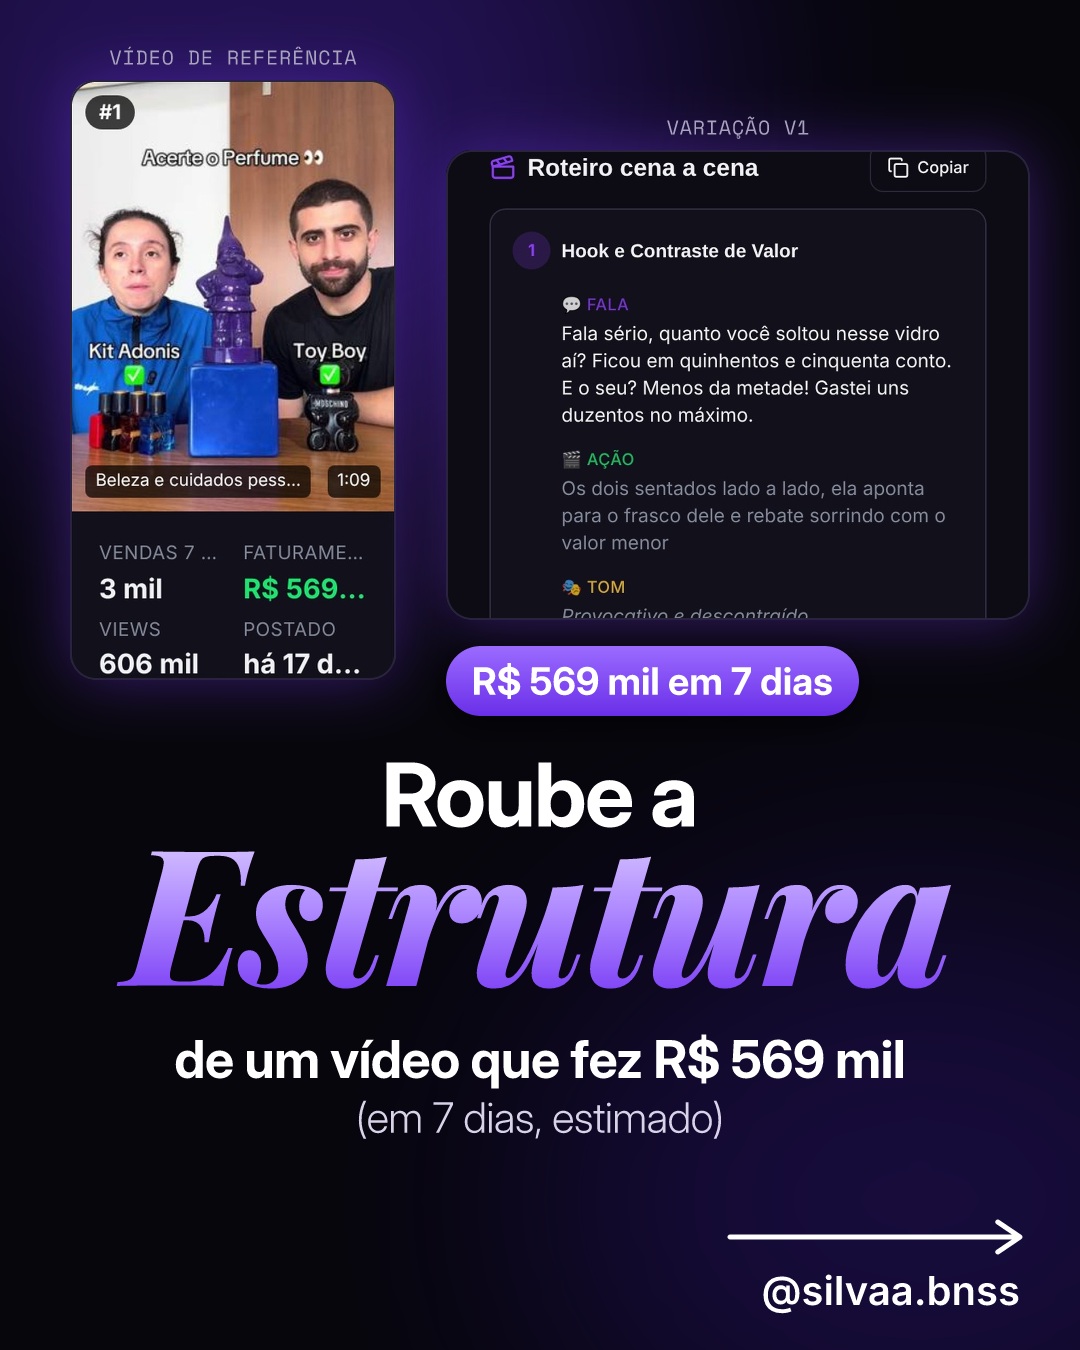 VÍDEO DE REFERÊNCIA
#1
Acerte o Perfume 👀
Kit Adonis
✅
Toy Boy
✅
MOSCHINO
Beleza e cuidados pess...
1:09
VENDAS 7 ...
FATURAME...
3 mil
R$ 569...
VIEWS
POSTADO
606 mil
há 17 d...
VARIAÇÃO V1
Roteiro cena a cena
Copiar
1
Hook e Contraste de Valor
💬 FALA
Fala sério, quanto você soltou nesse vidro
aí? Ficou em quinhentos e cinquenta conto.
E o seu? Menos da metade! Gastei uns
duzentos no máximo.
🎬 AÇÃO
Os dois sentados lado a lado, ela aponta
para o frasco dele e rebate sorrindo com o
valor menor
🎭 TOM
Provocativo e descontraído
R$ 569 mil em 7 dias
Roube a
Estrutura
de um vídeo que fez R$ 569 mil
(em 7 dias, estimado)
@silvaa.bnss